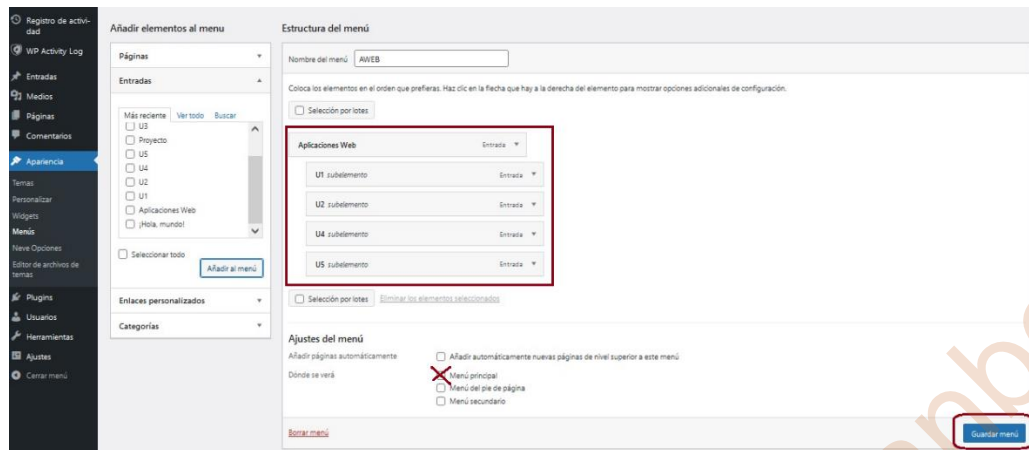 Registro de activi-
dad
WP Activity Log
Entradas
Medios
Páginas
Comentarios
Apariencia
Temas
Personalizar
Widgets
Menús
Neve Opciones
Editor de archivos de
temas
Plugins
Usuarios
Herramientas
Ajustes
Cerrar menú
Añadir elementos al menu
Páginas
Entradas
Más reciente Ver todo Buscar
U3
Proyecto
U5
U4
U2
U1
Aplicaciones Web
¡Hola, mundo!
Seleccionar todo
Añadir al menú
Enlaces personalizados
Categorías
Estructura del menú
Nombre del menú AWEB
Coloca los elementos en el orden que prefieras. Haz clic en la flecha que hay a la derecha del elemento para mostrar opciones adicionales de configuración.
Selección por lotes
Aplicaciones Web Entrada
U1 subelemento Entrada
U2 subelemento Entrada
U4 subelemento Entrada
U5 subelemento Entrada
Selección por lotes Eliminar los elementos seleccionados
Ajustes del menú
Añadir páginas automáticamente Añadir automáticamente nuevas páginas de nivel superior a este menú
Dónde se verá Menú principal
Menú del pie de página
Menú secundario
Borrar menú
Guardar menú